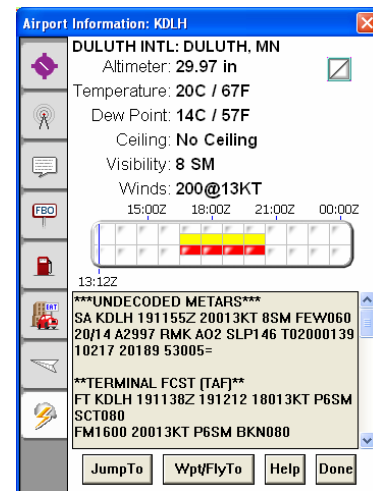 Airport Information: KDLH
DULUTH INTL: DULUTH, MN
Altimeter: 29.97 in
Temperature: 20C / 67F
Dew Point: 14C / 57F
Ceiling: No Ceiling
Visibility: 8 SM
Winds: 200@13KT
15:00Z 18:00Z 21:00Z 00:00Z
FBO
13:12Z
***UNDECODED METARS***
SA KDLH 191155Z 20013KT 8SM FEW060
20/14 A2997 RMK AO2 SLP146 T02000139
10217 20189 53005=
**TERMINAL FCST (TAF)**
FT KDLH 191138Z 191212 18013KT P6SM
SCT080
FM1600 20013KT P6SM BKN080
JumpTo Wpt/FlyTo Help Done